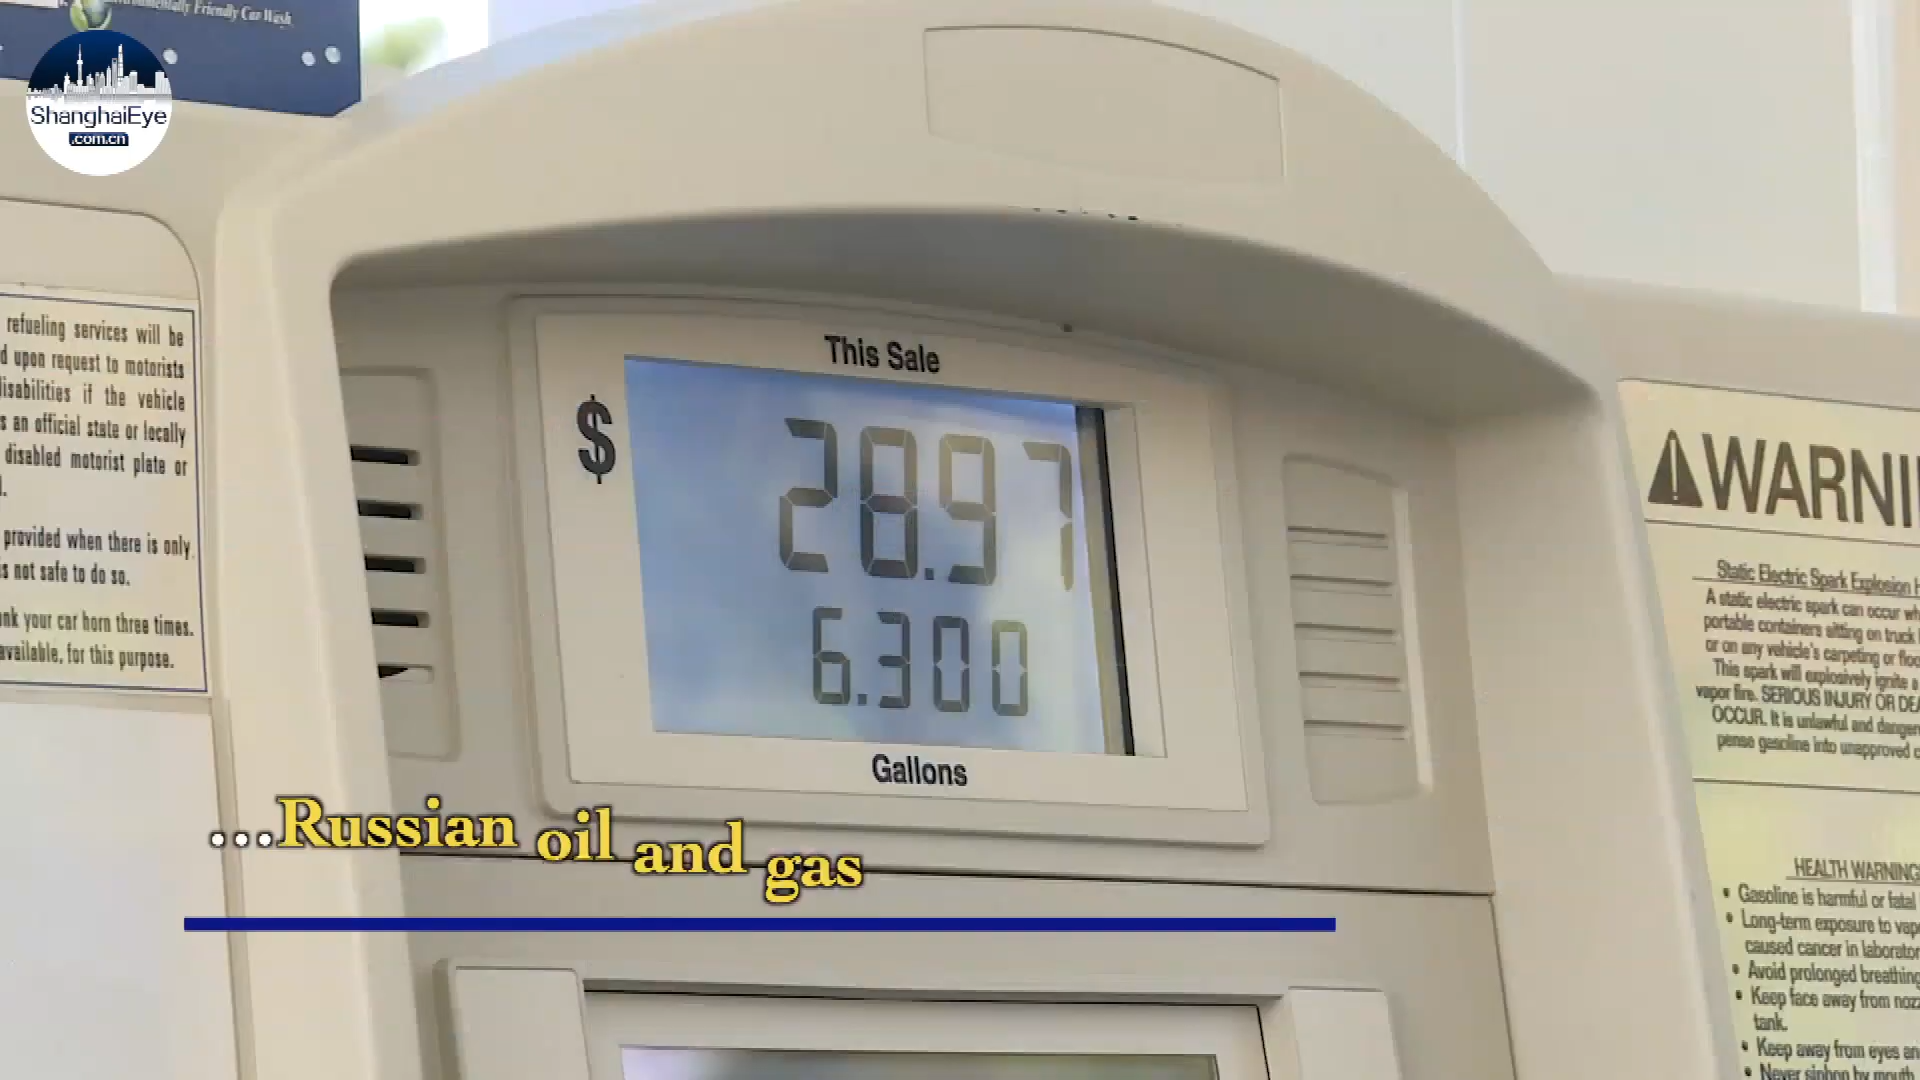 Environmentally Friendly Car Wash
ShanghaiEye
.com.cn
refueling services will be
upon request to motorists
disabilities if the vehicle
an official state or locally
disabled motorist plate or
provided when there is only
is not safe to do so.
your car horn three times.
available, for this purpose.
This Sale
$
28.97
6.300
Gallons
...Russian oil and gas
WARNI
Static Electric Spark Explosion H
A static electric spark can occur wh
portable containers sitting on truck
or on any vehicle's carpeting or floo
This spark will explosively ignite a
vapor fire. SERIOUS INJURY OR DEA
OCCUR. It is unlawful and danger
pense gasoline into unapproved c
HEALTH WARNING
• Gasoline is harmful or fatal
• Long-term exposure to vap
caused cancer in laborator
• Avoid prolonged breathing
• Keep face away from noz
tank.
• Keep away from eyes an
• Never siphon by mouth